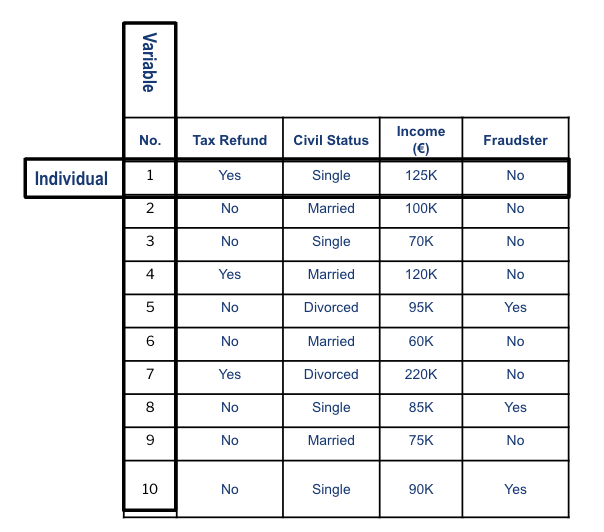 Variable
No. Tax Refund Civil Status Income (€) Fraudster
Individual 1 Yes Single 125K No
2 No Married 100K No
3 No Single 70K No
4 Yes Married 120K No
5 No Divorced 95K Yes
6 No Married 60K No
7 Yes Divorced 220K No
8 No Single 85K Yes
9 No Married 75K No
10 No Single 90K Yes